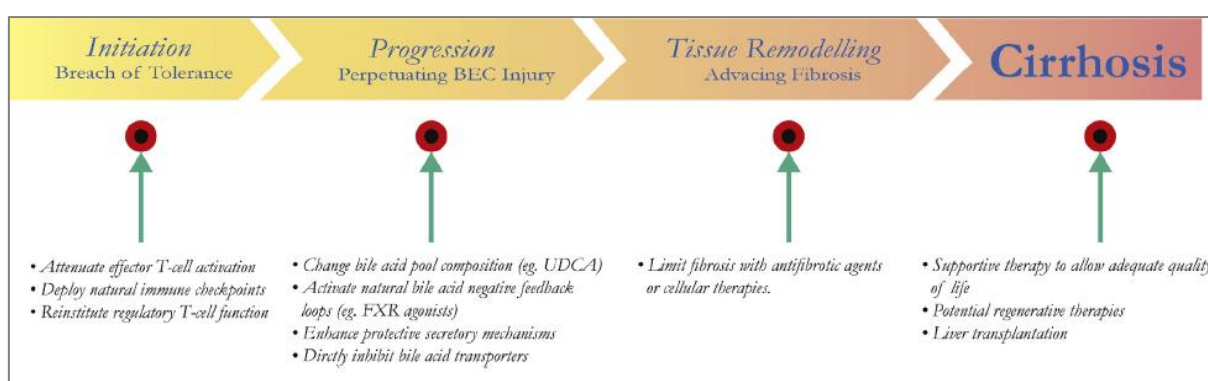 Initiation
Breach of Tolerance
Progression
Perpetuating BEC Injury
Tissue Remodelling
Advacing Fibrosis
Cirrhosis
• Attenuate effector T-cell activation
• Deploy natural immune checkpoints
• Reinstitute regulatory T-cell function
• Change bile acid pool composition (eg. UDCA)
• Activate natural bile acid negative feedback
loops (eg. FXR agonists)
• Enhance protective secretory mechanisms
• Dirctly inhibit bile acid transporters
• Limit fibrosis with antifibrotic agents
or cellular therapies.
• Supportive therapy to allow adequate quality
of life
• Potential regenerative therapies
• Liver transplantation